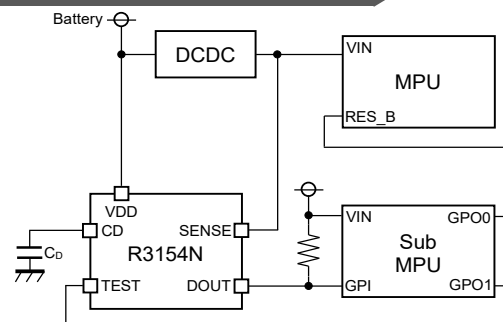 Battery
DCDC
VIN
MPU
RES_B
VDD
CD
SENSE
R3154N
CD
TEST
DOUT
VIN
GPO0
Sub
MPU
GPI
GPO1